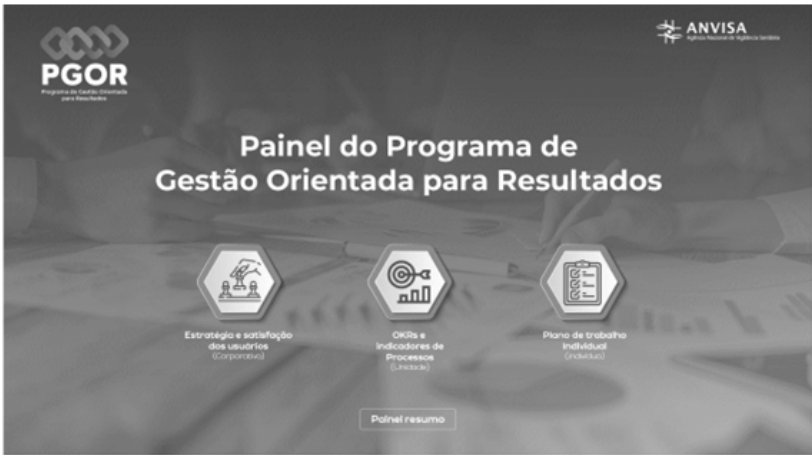 PGOR
Programa de Gestão Orientada
para Resultados
ANVISA
Agência Nacional de Vigilância Sanitária
Painel do Programa de
Gestão Orientada para Resultados
Estratégia e satisfação
dos usuários
(Corporativo)
OKRs e
Indicadores de
Processos
(Unidade)
Plano de trabalho
Individual
(Indivíduo)
Painel resumo